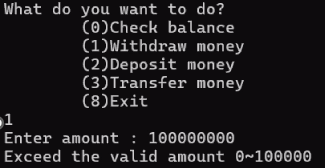 What do you want to do?
(0)Check balance
(1)Withdraw money
(2)Deposit money
(3)Transfer money
(8)Exit
1
Enter amount : 100000000
Exceed the valid amount 0~100000